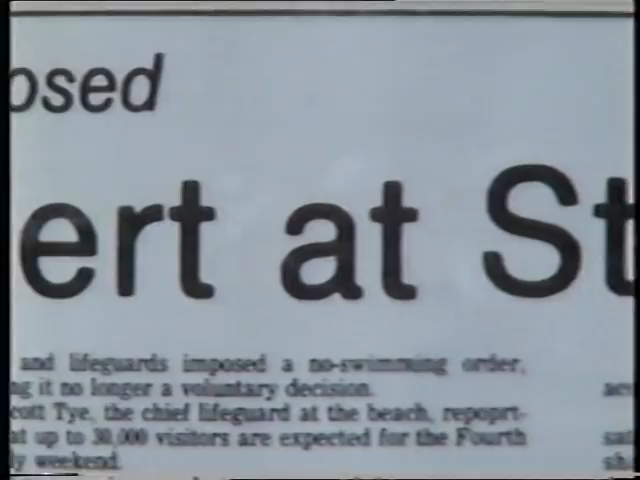 osed
ert at St
and lifeguards imposed a no-swimming order,
ng it no longer a voluntary decision.
cott Tye, the chief lifeguard at the beach, repoprt-
at up to 30,000 visitors are expected for the Fourth
ly weekend.